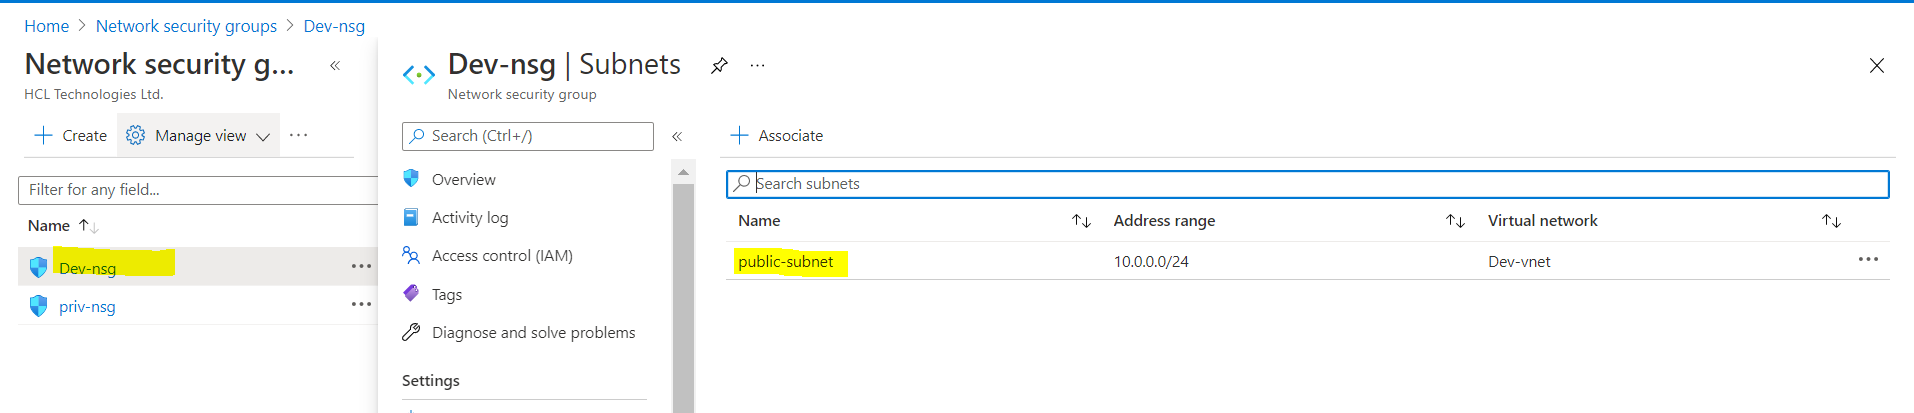 Home > Network security groups > Dev-nsg
Network security g...
HCL Technologies Ltd.
Create
Manage view
Filter for any field...
Name
Dev-nsg
priv-nsg
Dev-nsg | Subnets
Network security group
Search (Ctrl+/)
Overview
Activity log
Access control (IAM)
Tags
Diagnose and solve problems
Settings
Associate
Search subnets
Name Address range Virtual network
public-subnet 10.0.0.0/24 Dev-vnet